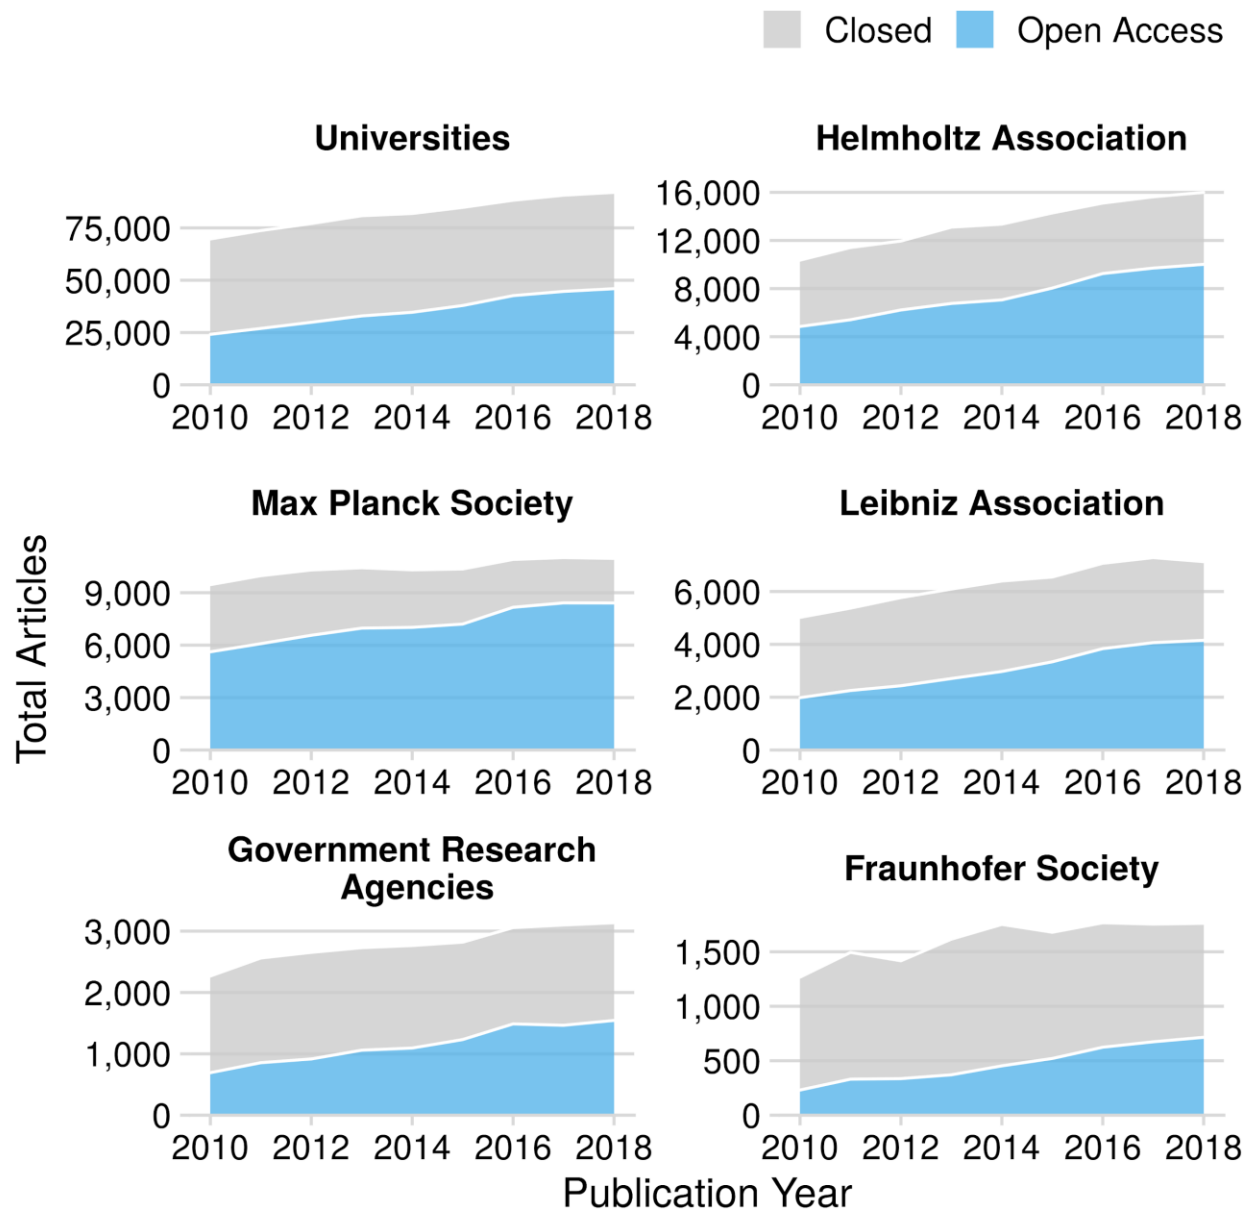 Closed Open Access
Universities
75,000
50,000
25,000
0
2010 2012 2014 2016 2018
Helmholtz Association
16,000
12,000
8,000
4,000
0
2010 2012 2014 2016 2018
Total Articles
Max Planck Society
9,000
6,000
3,000
0
2010 2012 2014 2016 2018
Leibniz Association
6,000
4,000
2,000
0
2010 2012 2014 2016 2018
Government Research
Agencies
3,000
2,000
1,000
0
2010 2012 2014 2016 2018
Fraunhofer Society
1,500
1,000
500
0
2010 2012 2014 2016 2018
Publication Year